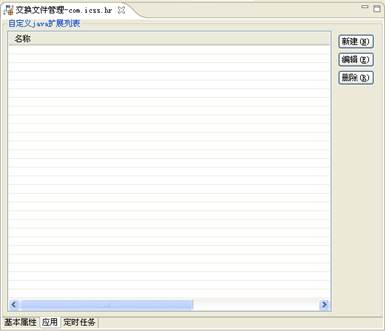 交换文件管理-com.icss.hr
自定义java扩展列表
名称
新建(N)
编辑(E)
删除(R)
基本属性 应用 定时任务